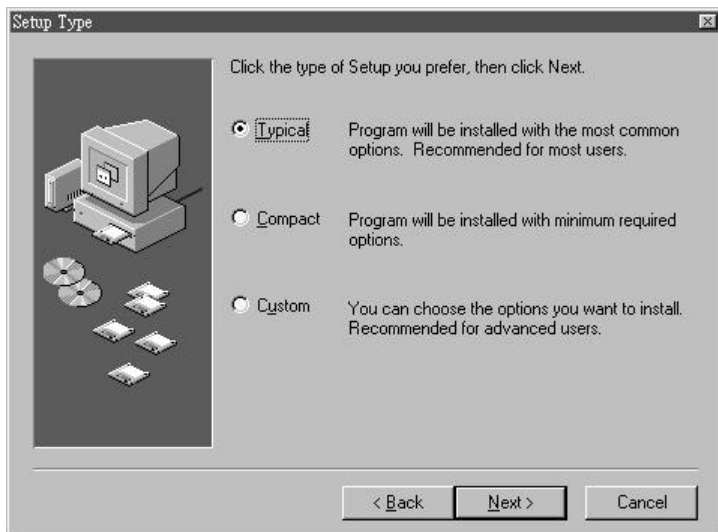 Setup Type
Click the type of Setup you prefer, then click Next.
Typical
Program will be installed with the most common
options. Recommended for most users.
Compact
Program will be installed with minimum required
options.
Custom
You can choose the options you want to install.
Recommended for advanced users.
< Back
Next >
Cancel